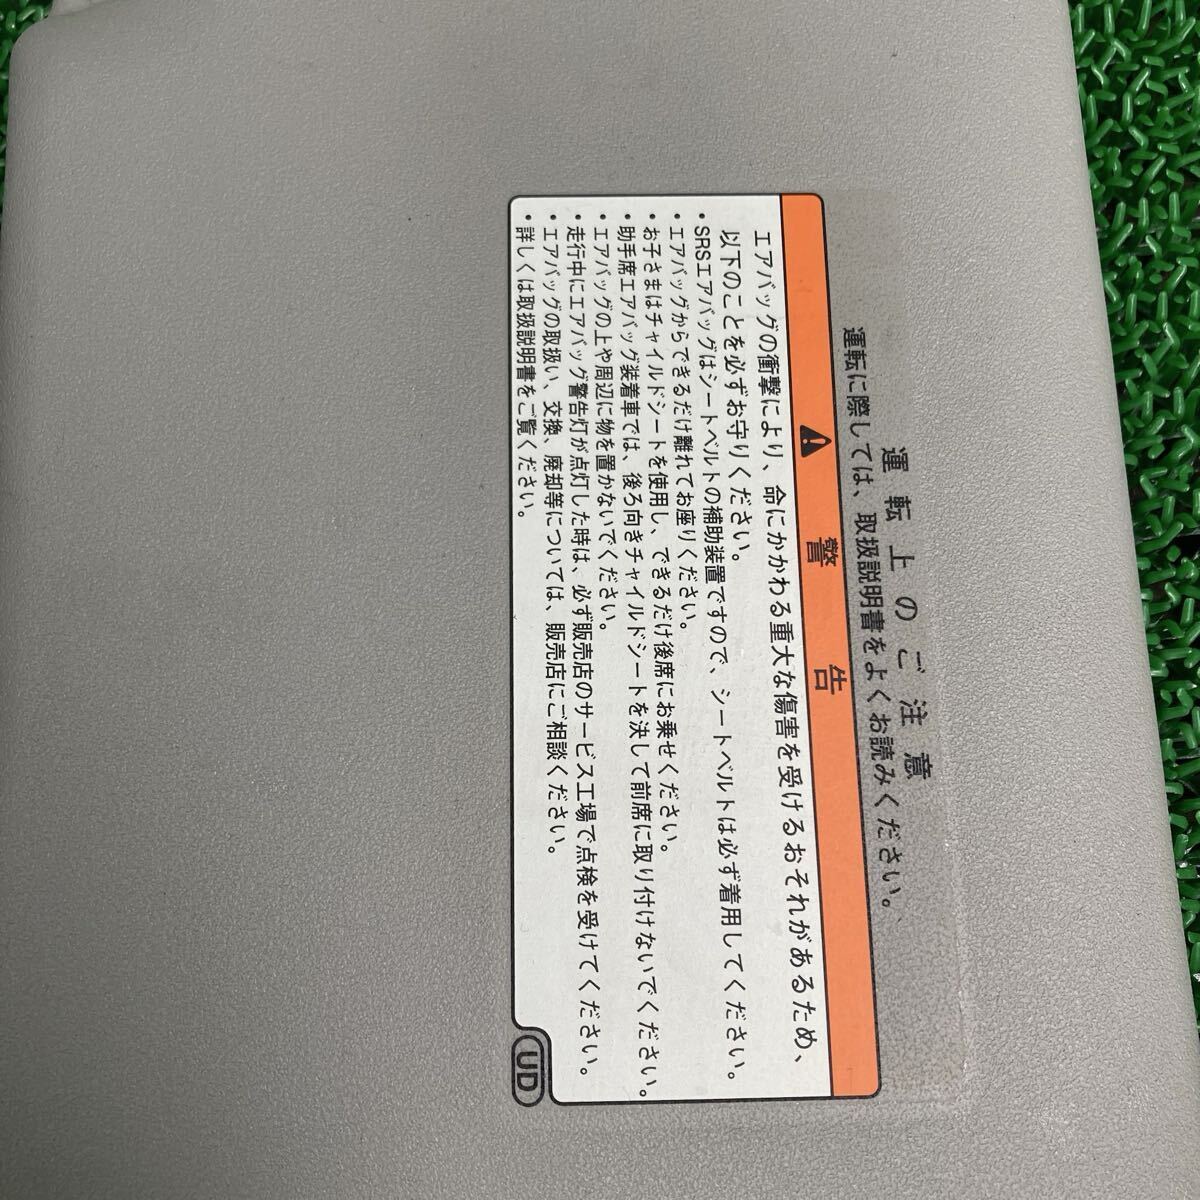 運転上のご注意
運転に際しては、取扱説明書をよくお読みください。
⚠ 警告
エアバッグの衝撃により、命にかかわる重大な傷害を受けるおそれがあるため、
以下のことを必ずお守りください。
・SRSエアバッグはシートベルトの補助装置ですので、シートベルトは必ず着用してください。
・エアバッグからできるだけ離れてお座りください。
・お子さまはチャイルドシートを使用し、できるだけ後席にお乗せください。
・助手席エアバッグ装着車では、後ろ向きチャイルドシートを決して前席に取り付けないでください。
・エアバッグの上や周辺に物を置かないでください。
・走行中にエアバッグ警告灯が点灯した時は、必ず販売店のサービス工場で点検を受けてください。
・エアバッグの取扱い、交換、廃却等については、販売店にご相談ください。
・詳しくは取扱説明書をご覧ください。
UD